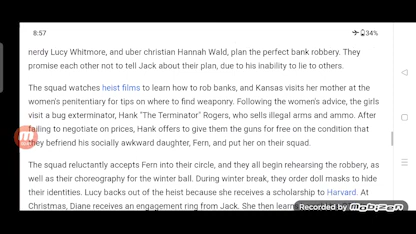 8:57
34%
nerdy Lucy Whitmore, and uber christian Hannah Wald, plan the perfect bank robbery. They
promise each other not to tell Jack about their plan, due to his inability to lie to others.
The squad watches heist films to learn how to rob banks, and Kansas visits her mother at the
women's penitentiary for tips on where to find weaponry. Following the women's advice, the girls
visit a bug exterminator, Hank "The Terminator" Rogers, who sells illegal arms and ammo. After
failing to negotiate on prices, Hank offers to give them the guns for free on the condition that
they befriend his socially awkward daughter, Fern, and put her on their squad.
The squad reluctantly accepts Fern into their circle, and they all begin rehearsing the robbery, as
well as their choreography for the winter ball. During winter break, they order doll masks to hide
their identities. Lucy backs out of the heist because she receives a scholarship to Harvard. At
Christmas, Diane receives an engagement ring from Jack. She then learn
Recorded by Mobizen